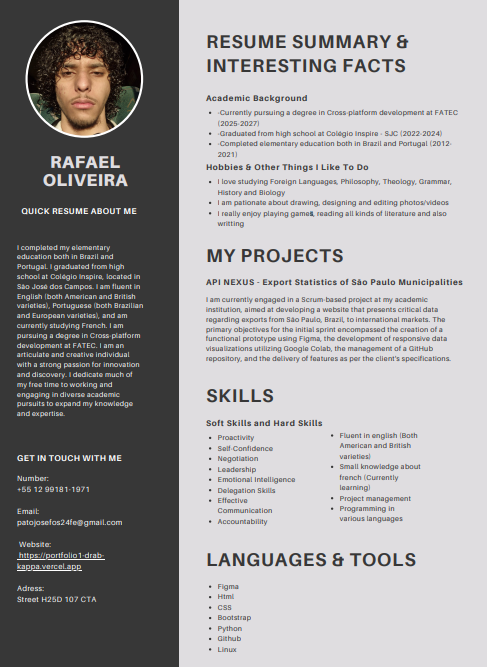 RAFAEL
OLIVEIRA
QUICK RESUME ABOUT ME
I completed my elementary
education both in Brazil and
Portugal. I graduated from high
school at Colégio Inspire, located in
São José dos Campos. I am fluent in
English (both American and British
varieties), Portuguese (both Brazilian
and European varieties), and am
currently studying French. I am
pursuing a degree in Cross-platform
development at FATEC. I am an
articulate and creative individual
with a strong passion for innovation
and discovery. I dedicate much of
my free time to working and
engaging in diverse academic
pursuits to expand my knowledge
and expertise.
GET IN TOUCH WITH ME
Number:
+55 12 99181-1971
Email:
patojosefos24fe@gmail.com
Website:
https://portfolio1-drab-
kappa.vercel.app
Adress:
Street H25D 107 CTA
RESUME SUMMARY &
INTERESTING FACTS
Academic Background
• -Currently pursuing a degree in Cross-platform development at FATEC
(2025-2027)
• -Graduated from high school at Colégio Inspire - SJC (2022-2024)
• -Completed elementary education both in Brazil and Portugal (2012-
2021)
Hobbies & Other Things I Like To Do
• I love studying Foreign Languages, Philosophy, Theology, Grammar,
History and Biology
• I am pationate about drawing, designing and editing photos/videos
• I really enjoy playing games, reading all kinds of literature and also
writting
MY PROJECTS
API NEXUS - Export Statistics of São Paulo Municipalities
I am currently engaged in a Scrum-based project at my academic
institution, aimed at developing a website that presents critical data
regarding exports from São Paulo, Brazil, to international markets. The
primary objectives for the initial sprint encompassed the creation of a
functional prototype using Figma, the development of responsive data
visualizations utilizing Google Colab, the management of a GitHub
repository, and the delivery of features as per the client's specifications.
SKILLS
Soft Skills and Hard Skills
• Proactivity
• Self-Confidence
• Negotiation
• Leadership
• Emotional Intelligence
• Delegation Skills
• Effective
Communication
• Accountability
• Fluent in english (Both
American and British
varieties)
• Small knowledge about
french (Currently
learning)
• Project management
• Programming in
various languages
LANGUAGES & TOOLS
• Figma
• Html
• CSS
• Bootstrap
• Python
• Github
• Linux